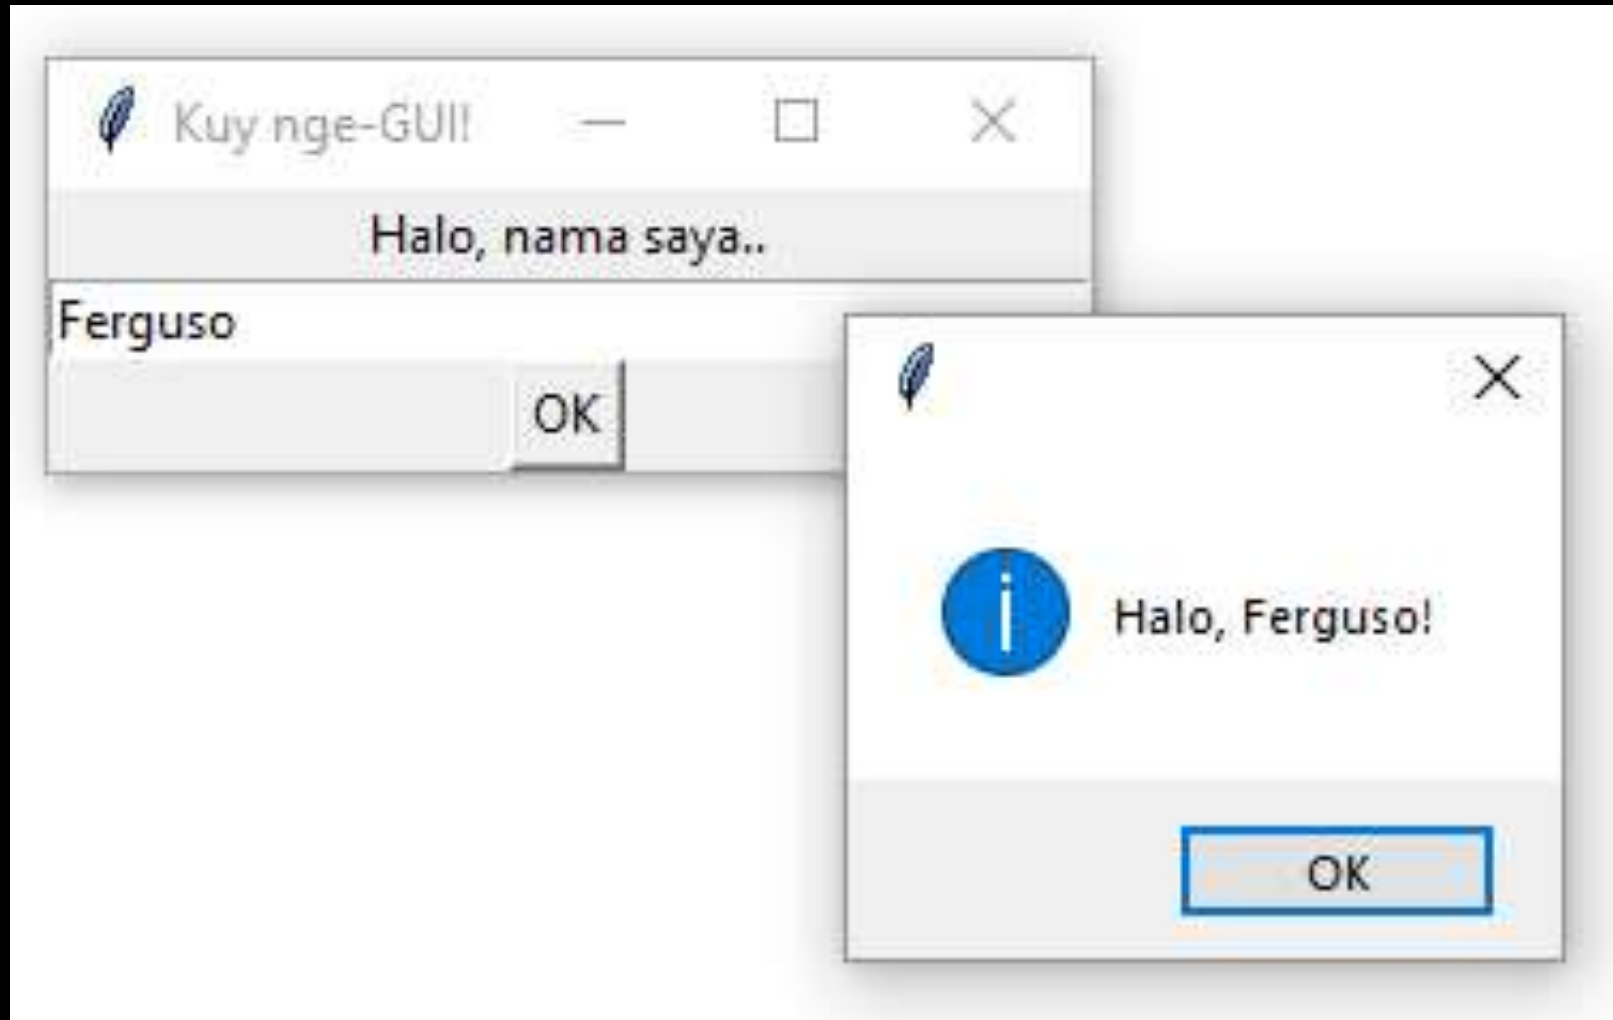 Kuy nge-GUI!
Halo, nama saya..
Ferguso
OK
Halo, Ferguso!
OK